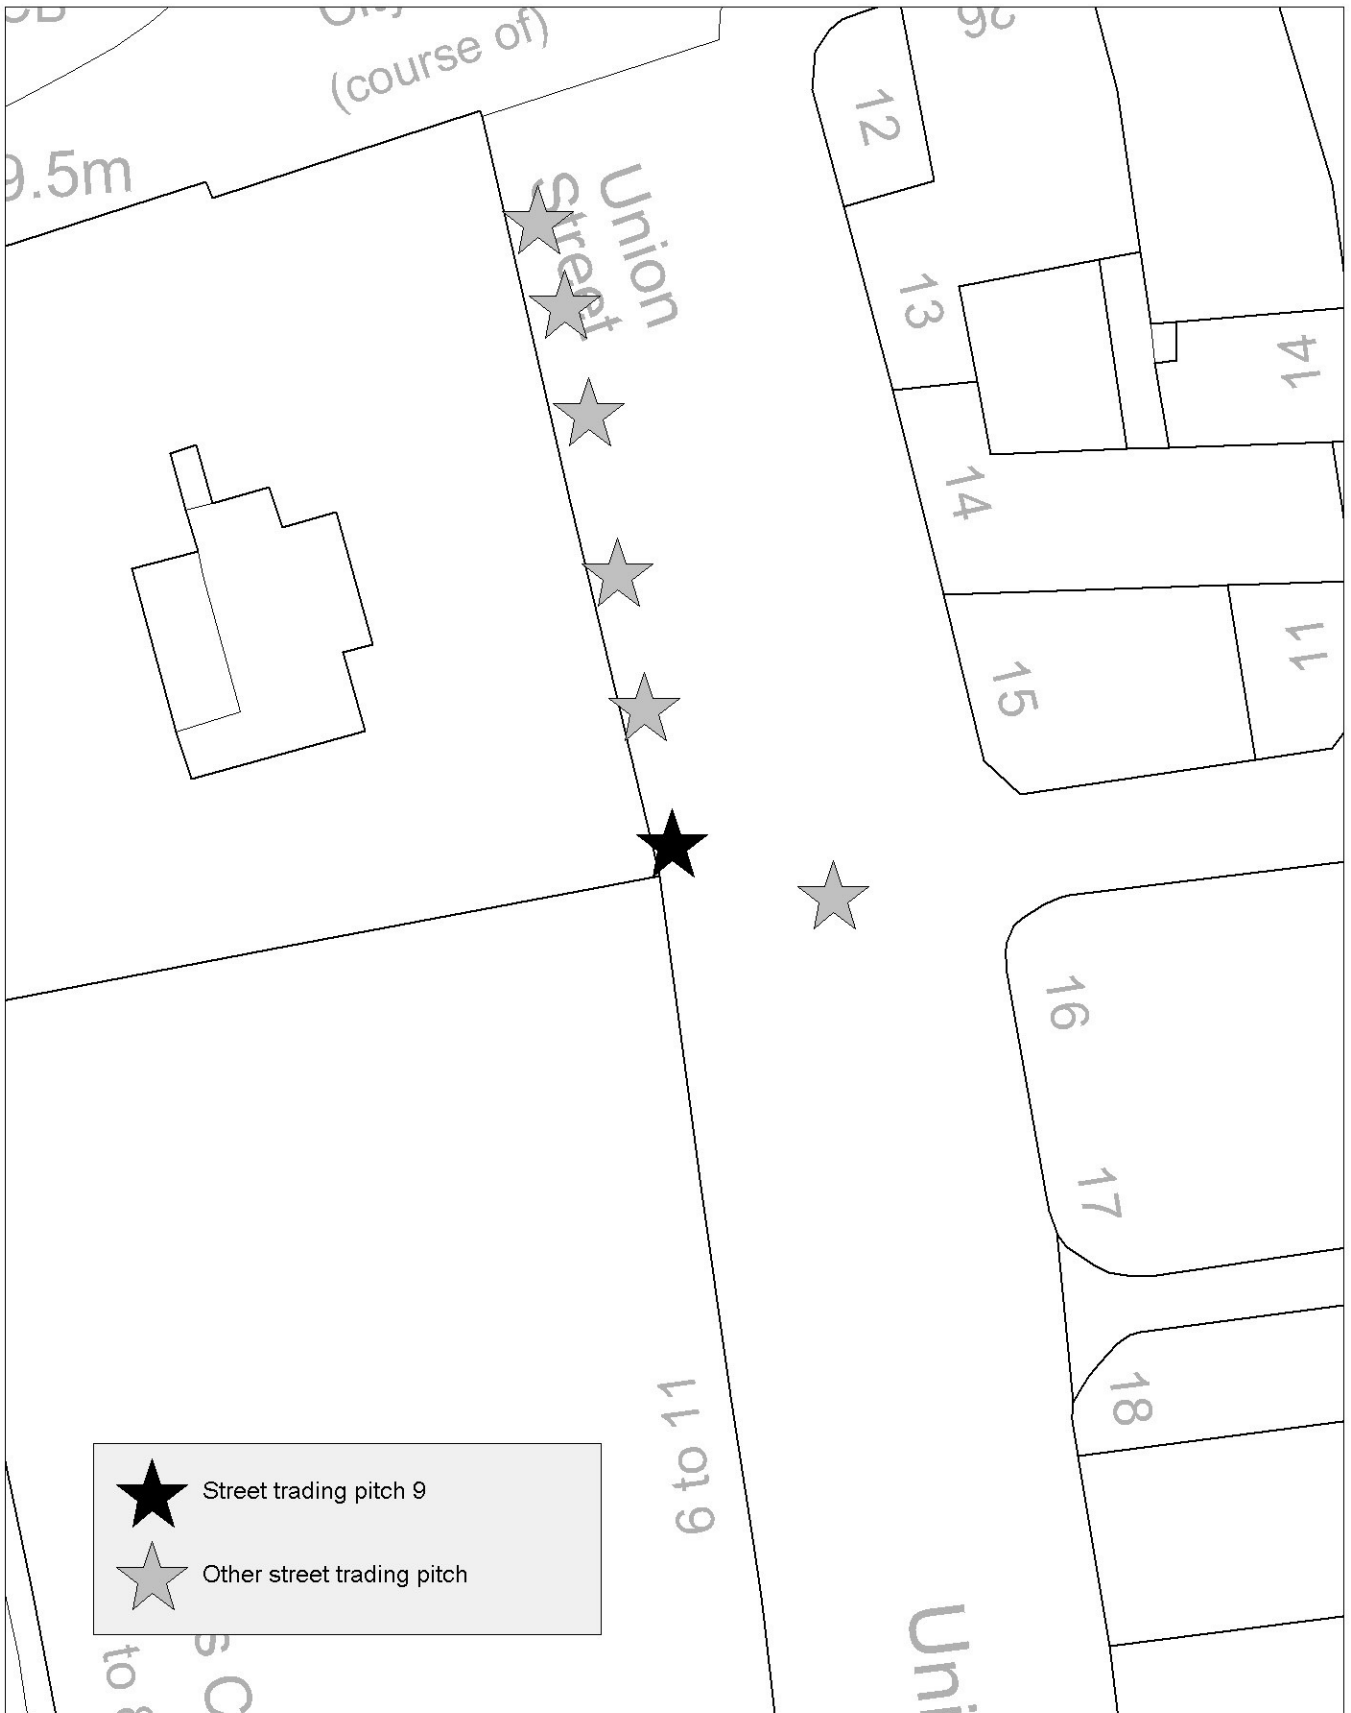 (course of)
9.5m
12
Union
Street
13
14
14
15
11
16
17
18
9 to 11
Street trading pitch 9
Other street trading pitch
to